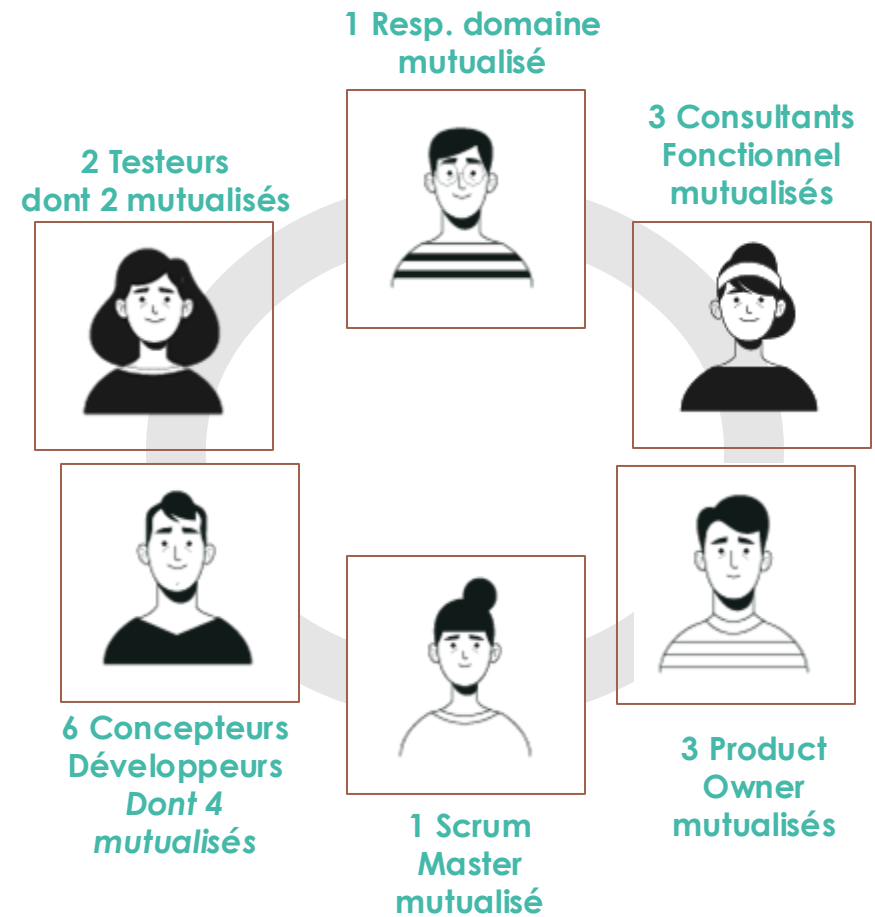 1 Resp. domaine
mutualisé
3 Consultants
Fonctionnel
mutualisés
2 Testeurs
dont 2 mutualisés
6 Concepteurs
Développeurs
Dont 4
mutualisés
1 Scrum
Master
mutualisé
3 Product
Owner
mutualisés